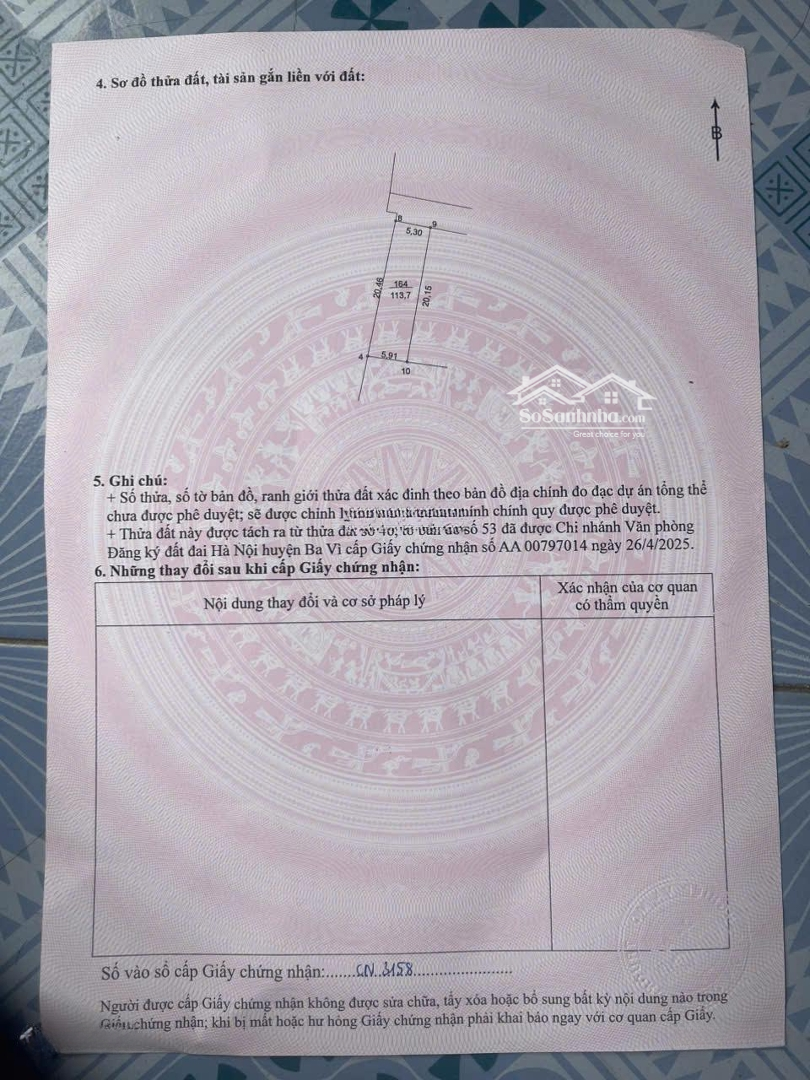 4. Sơ đồ thửa đất, tài sản gắn liền với đất:
B
8
9
5,30
20,46
164
113,7
20,15
4
5,91
10
SoSanhnha.com
Great choice for you
5. Ghi chú:
+ Số thửa, số tờ bản đồ, ranh giới thửa đất xác định theo bản đồ địa chính đo đạc dự án tổng thể
chưa được phê duyệt; sẽ được chỉnh chính quy được phê duyệt.
+ Thửa đất này được tách ra từ thửa số 53 đã được Chi nhánh Văn phòng
Đăng ký đất đai Hà Nội huyện Ba Vì cấp Giấy chứng nhận số AA 00797014 ngày 26/4/2025.
6. Những thay đổi sau khi cấp Giấy chứng nhận:
Nội dung thay đổi và cơ sở pháp lý
Xác nhận của cơ quan
có thẩm quyền
Số vào sổ cấp Giấy chứng nhận:.......CN.3158.......................
Người được cấp Giấy chứng nhận không được sửa chữa, tẩy xóa hoặc bổ sung bất kỳ nội dung nào trong
Giấy chứng nhận; khi bị mất hoặc hư hỏng Giấy chứng nhận phải khai báo ngay với cơ quan cấp Giấy.